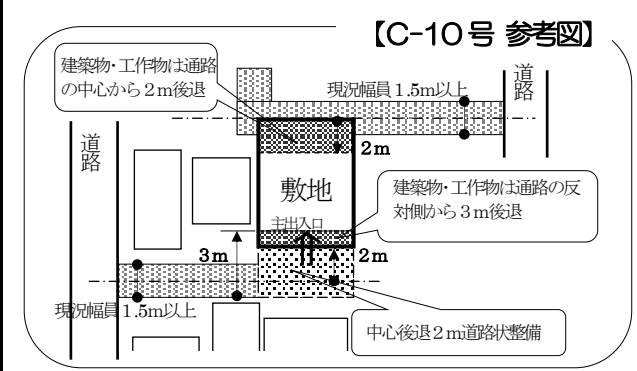 【C-10号 参考図】
建築物・工作物は通路
の中心から２ｍ後退
現況幅員１.5ｍ以上
道路
道路
2m
敷地
建築物・工作物は通路の反
対側から３ｍ後退
主出入口
3m
2m
現況幅員１.5ｍ以上
中心後退２ｍ道路状整備